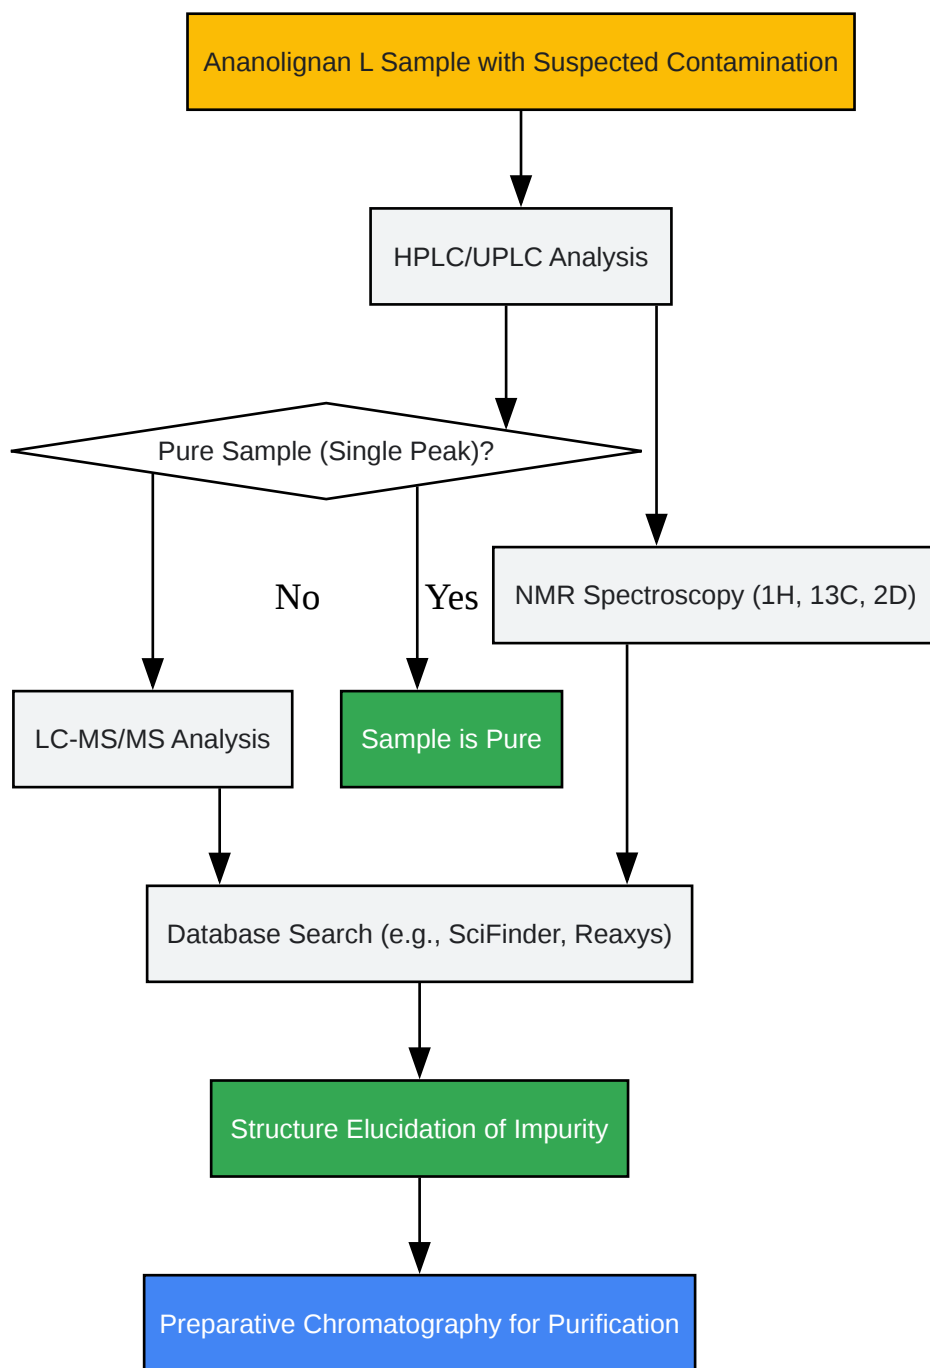 Ananolignan L Sample with Suspected Contamination
HPLC/UPLC Analysis
Pure Sample (Single Peak)?
No
Yes
NMR Spectroscopy (1H, 13C, 2D)
LC-MS/MS Analysis
Sample is Pure
Database Search (e.g., SciFinder, Reaxys)
Structure Elucidation of Impurity
Preparative Chromatography for Purification